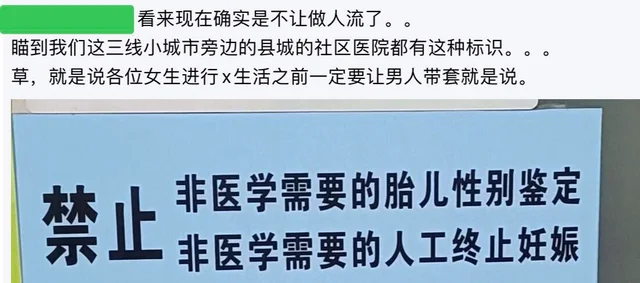 看来现在确实是不让做人流了。。
瞄到我们这三线小城市旁边的县城的社区医院都有这种标识。。。
草，就是说各位女生进行x生活之前一定要让男人带套就是说。
禁止
非医学需要的胎儿性别鉴定
非医学需要的人工终止妊娠